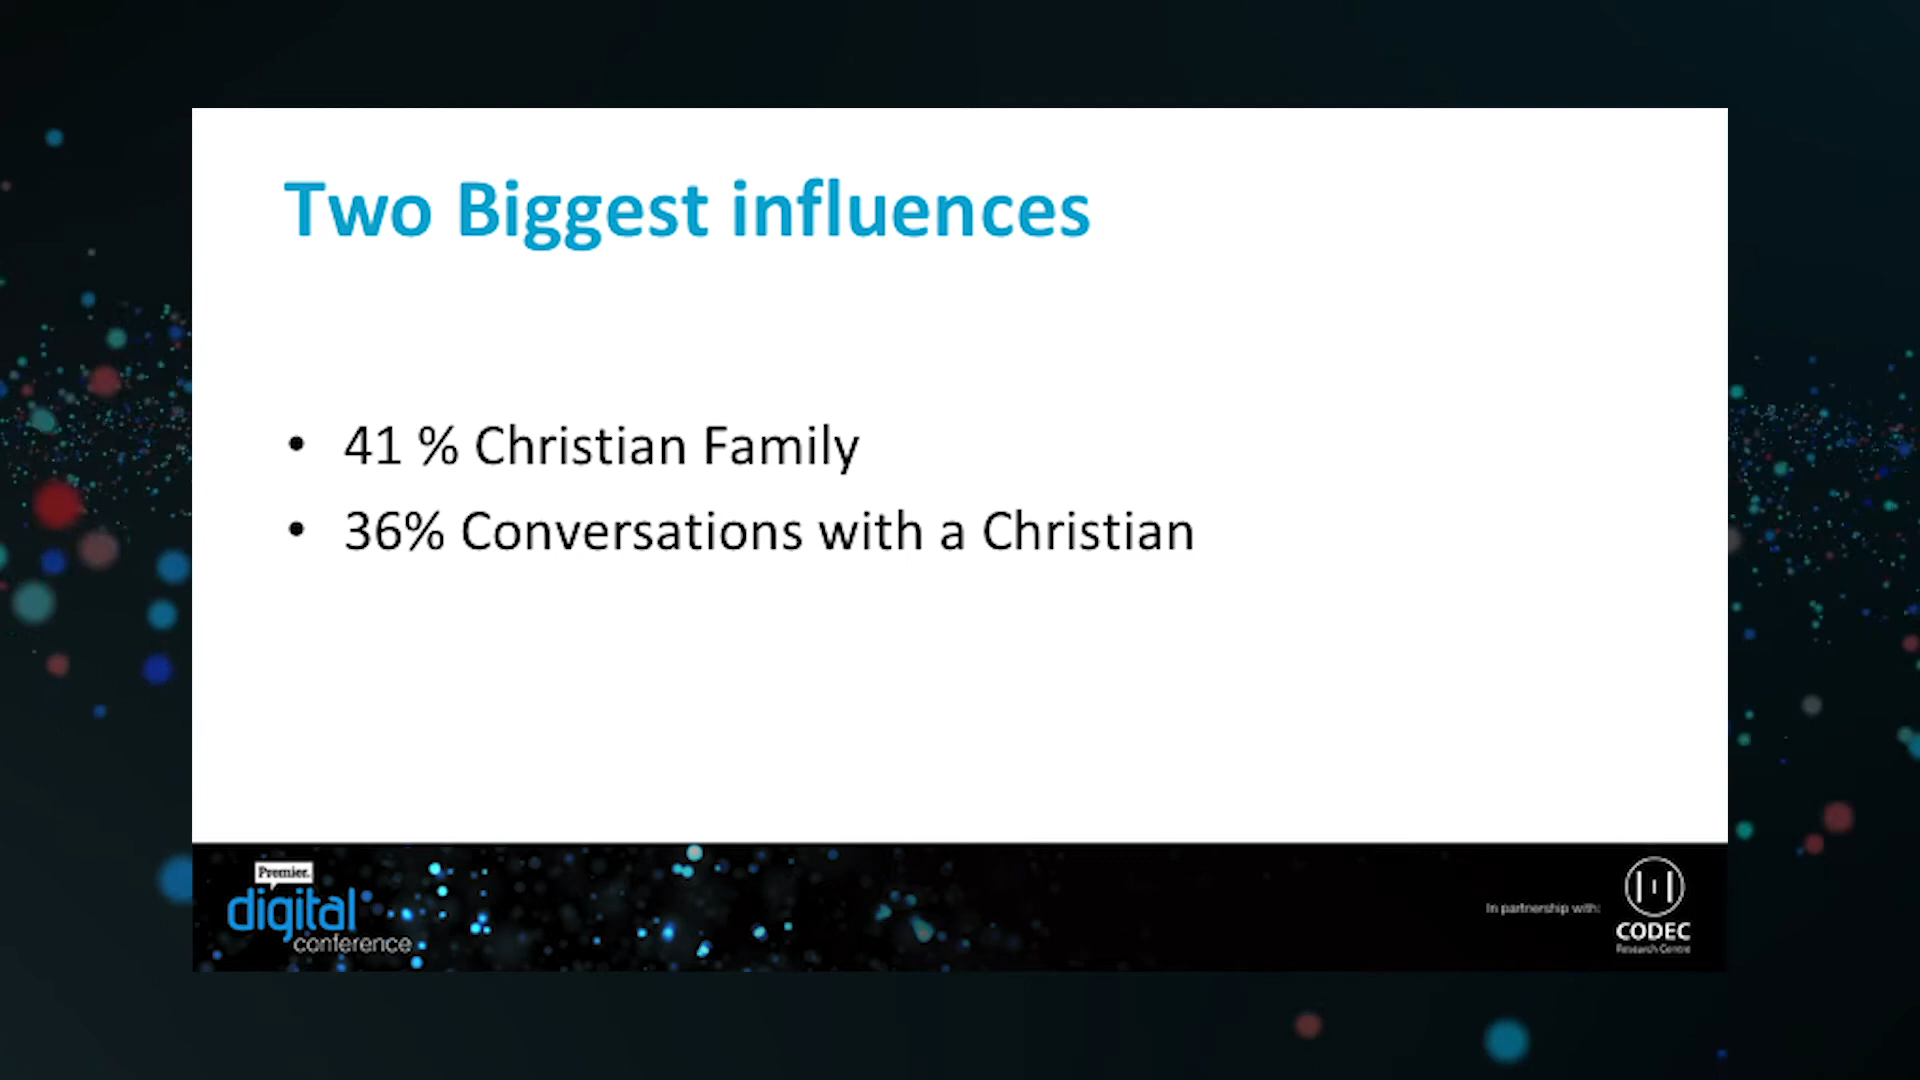 Two Biggest influences
• 41 % Christian Family
• 36% Conversations with a Christian
Premier.
digital
conference
In partnership with:
CODEC
Research Centre